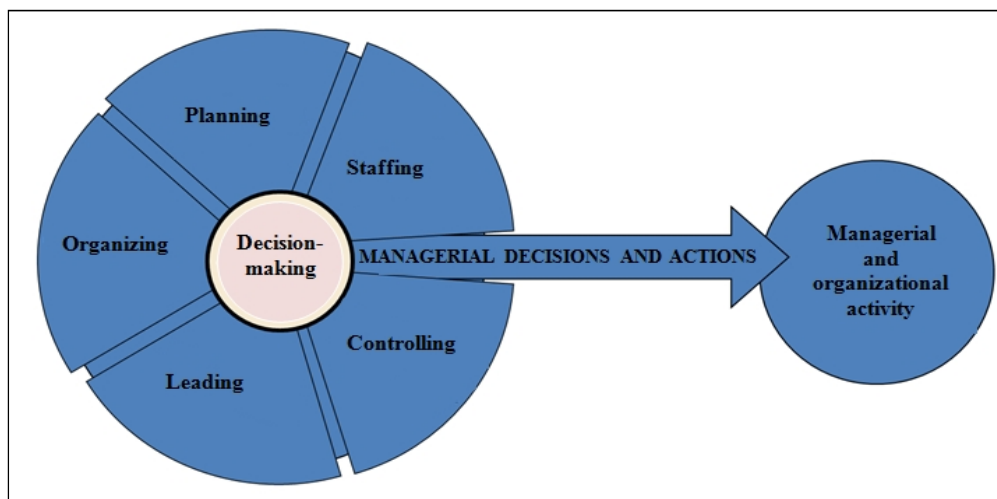 Planning
Staffing
Organizing
Decision-
making
MANAGERIAL DECISIONS AND ACTIONS
Managerial
and
organizational
activity
Controlling
Leading